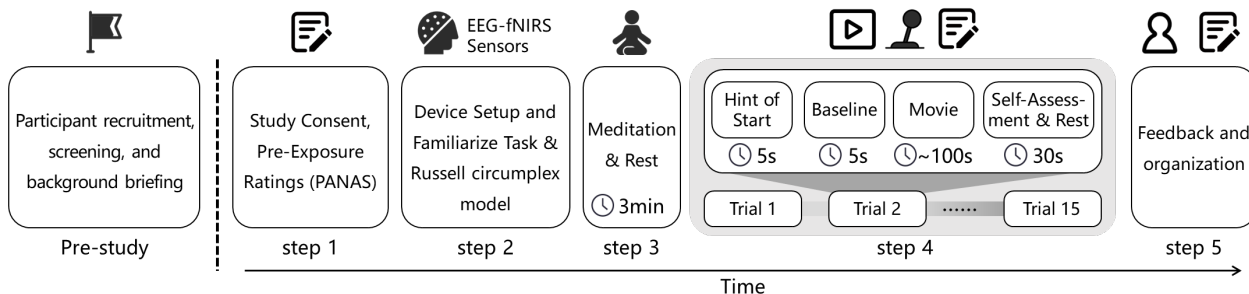 EEG-fNIRS
Sensors
Participant recruitment,
screening, and
background briefing
Pre-study
Study Consent,
Pre-Exposure
Ratings (PANAS)
step 1
Device Setup and
Familiarize Task &
Russell circumplex
model
step 2
Meditation
& Rest
3min
step 3
Hint of
Start
5s
Baseline
5s
Movie
~100s
Self-Assess-
ment & Rest
30s
Trial 1
Trial 2
......
Trial 15
step 4
Feedback and
organization
step 5
Time